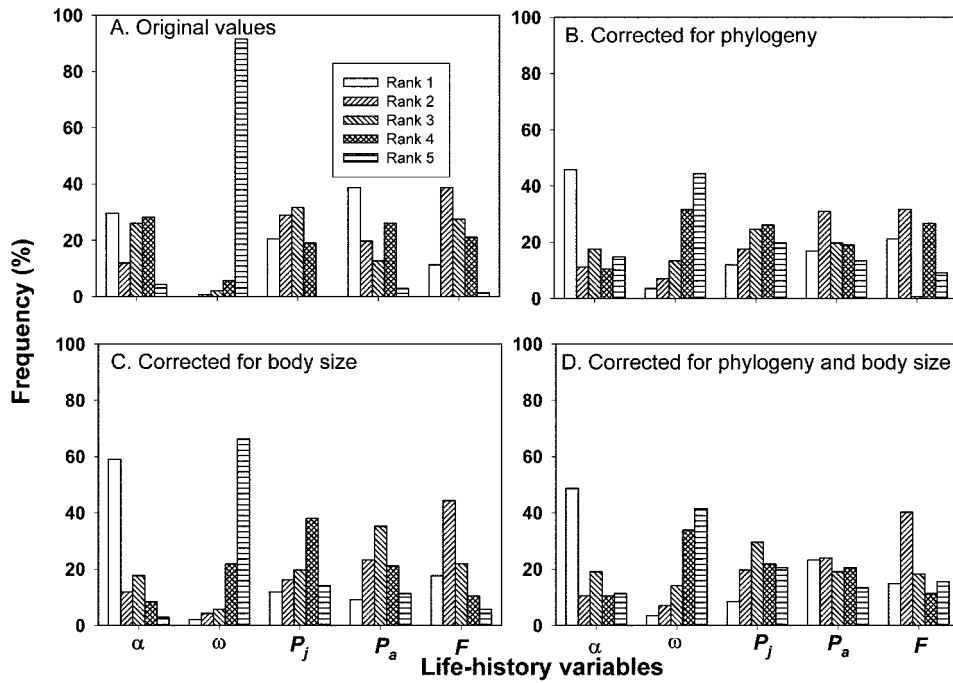 A. Original values
B. Corrected for phylogeny
Rank 1
Rank 2
Rank 3
Rank 4
Rank 5
100
80
60
40
20
0
100
80
60
40
20
0
C. Corrected for body size
D. Corrected for phylogeny and body size
100
80
60
40
20
0
100
80
60
40
20
0
Frequency (%)
α ω Pj Pa F
α ω Pj Pa F
Life-history variables